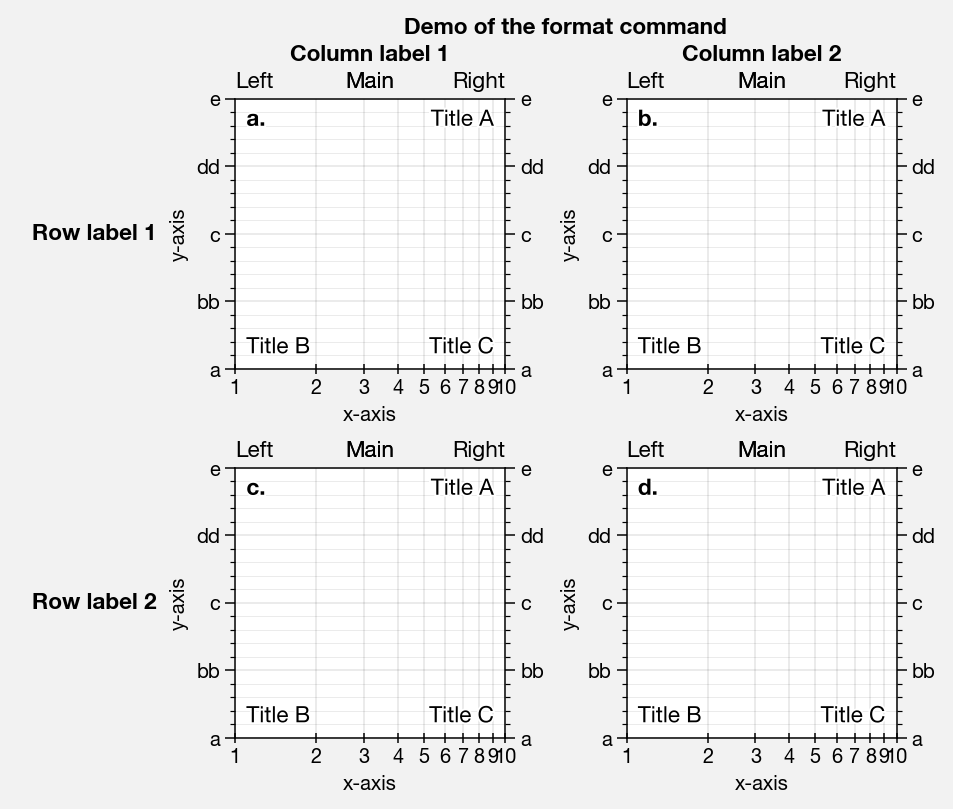 Demo of the format command
Column label 1 Column label 2
Left Main Right Left Main Right
e e e e
a. Title A b. Title A
dd dd dd dd
Row label 1 y-axis c c y-axis c c
bb bb bb bb
Title B Title C Title B Title C
a a a a
1 2 3 4 5 6 7 8 9 10 1 2 3 4 5 6 7 8 9 10
x-axis x-axis
Left Main Right Left Main Right
e e e e
c. Title A d. Title A
dd dd dd dd
Row label 2 y-axis c c y-axis c c
bb bb bb bb
Title B Title C Title B Title C
a a a a
1 2 3 4 5 6 7 8 9 10 1 2 3 4 5 6 7 8 9 10
x-axis x-axis